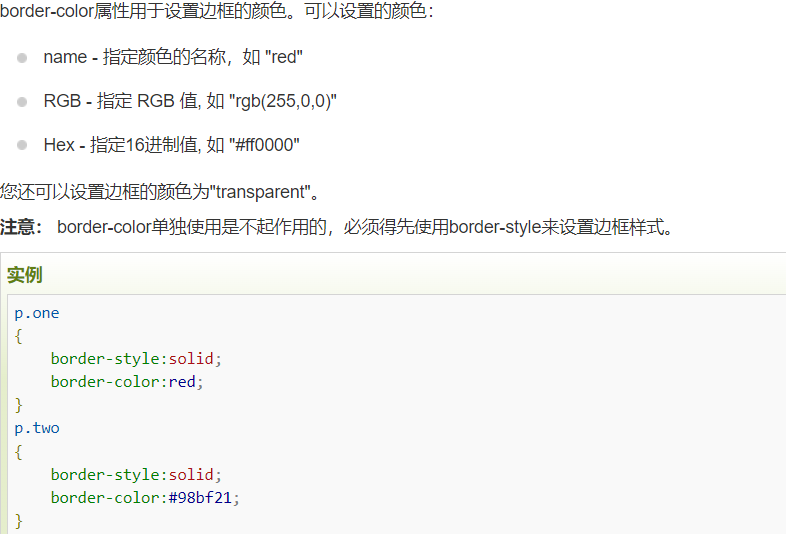 border-color属性用于设置边框的颜色。可以设置的颜色：
name - 指定颜色的名称，如 "red"
RGB - 指定 RGB 值, 如 "rgb(255,0,0)"
Hex - 指定16进制值, 如 "#ff0000"
您还可以设置边框的颜色为"transparent"。
注意： border-color单独使用是不起作用的，必须得先使用border-style来设置边框样式。
实例
p.one
{
    border-style:solid;
    border-color:red;
}
p.two
{
    border-style:solid;
    border-color:#98bf21;
}